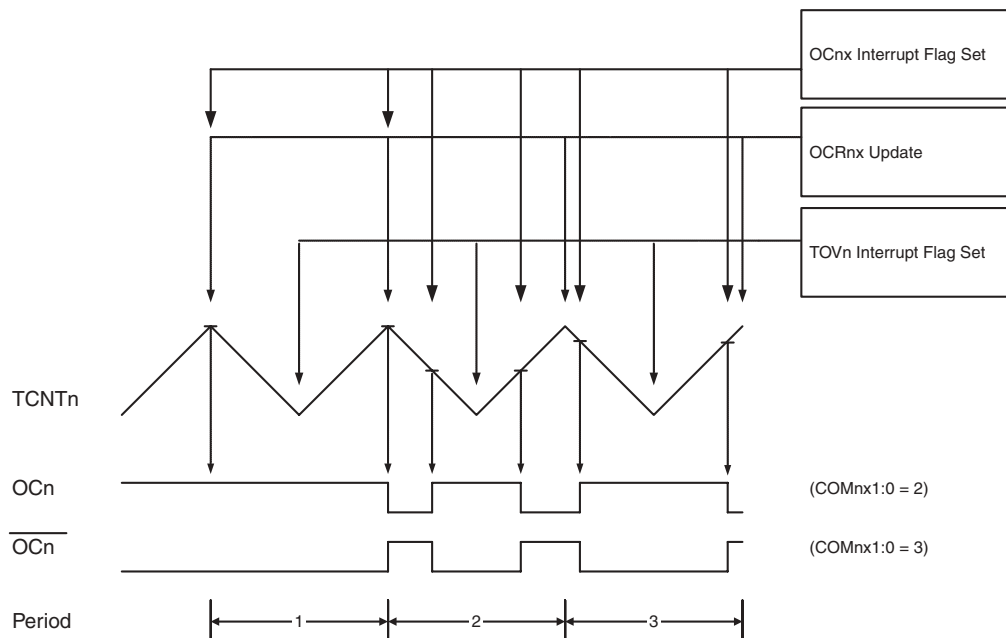 OCnx Interrupt Flag Set
OCRnx Update
TOVn Interrupt Flag Set
TCNTn
OCn (COMnx1:0 = 2)
OCn (COMnx1:0 = 3)
Period 1 2 3